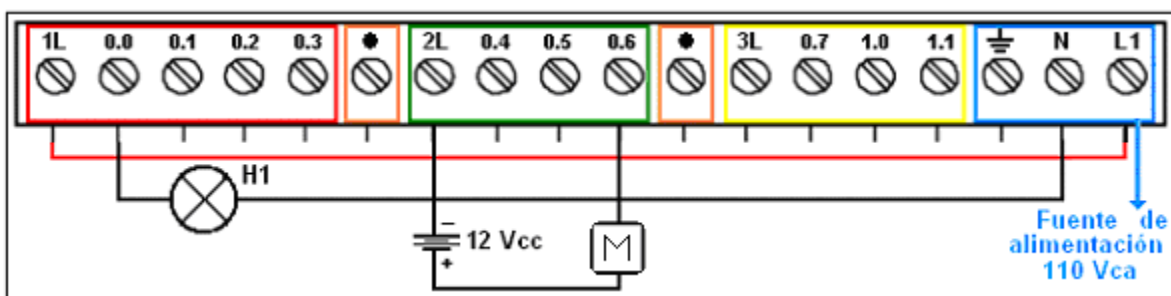 1L 0.0 0.1 0.2 0.3 2L 0.4 0.5 0.6 3L 0.7 1.0 1.1 N L1
H1
−
12 Vcc
+
M
Fuente de
alimentación
110 Vca